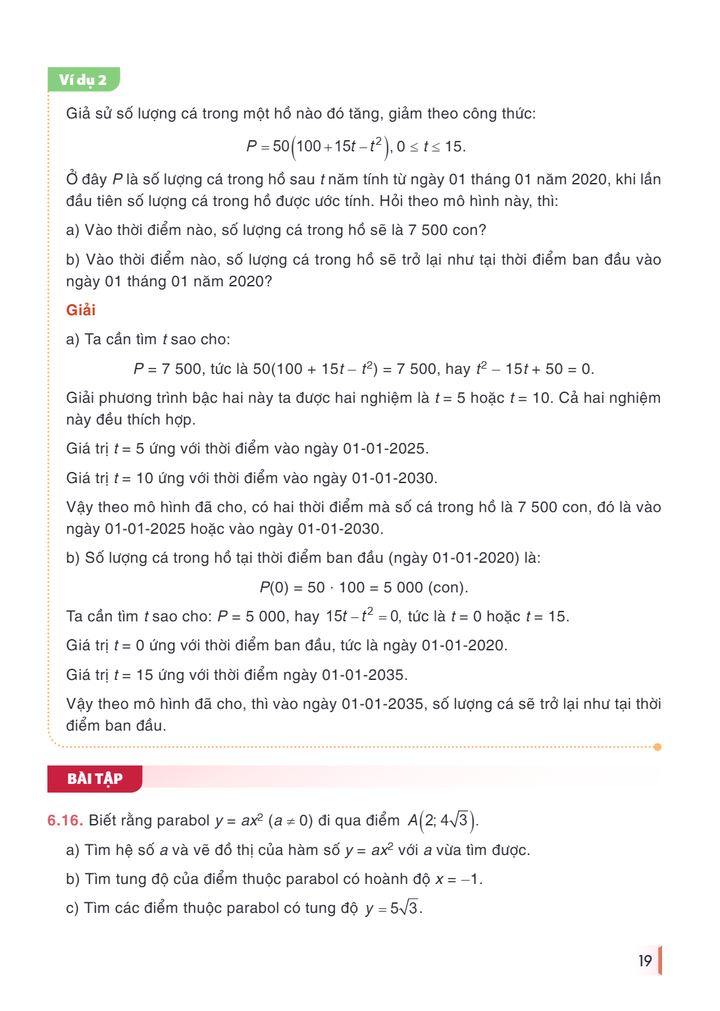 Ví dụ 2
Giả sử số lượng cá trong một hồ nào đó tăng, giảm theo công thức:
P = 50(100 + 15t − t²), 0 ≤ t ≤ 15.
Ở đây P là số lượng cá trong hồ sau t năm tính từ ngày 01 tháng 01 năm 2020, khi lần
đầu tiên số lượng cá trong hồ được ước tính. Hỏi theo mô hình này, thì:
a) Vào thời điểm nào, số lượng cá trong hồ sẽ là 7 500 con?
b) Vào thời điểm nào, số lượng cá trong hồ sẽ trở lại như tại thời điểm ban đầu vào
ngày 01 tháng 01 năm 2020?
Giải
a) Ta cần tìm t sao cho:
P = 7 500, tức là 50(100 + 15t − t²) = 7 500, hay t² − 15t + 50 = 0.
Giải phương trình bậc hai này ta được hai nghiệm là t = 5 hoặc t = 10. Cả hai nghiệm
này đều thích hợp.
Giá trị t = 5 ứng với thời điểm vào ngày 01-01-2025.
Giá trị t = 10 ứng với thời điểm vào ngày 01-01-2030.
Vậy theo mô hình đã cho, có hai thời điểm mà số cá trong hồ là 7 500 con, đó là vào
ngày 01-01-2025 hoặc vào ngày 01-01-2030.
b) Số lượng cá trong hồ tại thời điểm ban đầu (ngày 01-01-2020) là:
P(0) = 50 · 100 = 5 000 (con).
Ta cần tìm t sao cho: P = 5 000, hay 15t − t² = 0, tức là t = 0 hoặc t = 15.
Giá trị t = 0 ứng với thời điểm ban đầu, tức là ngày 01-01-2020.
Giá trị t = 15 ứng với thời điểm ngày 01-01-2035.
Vậy theo mô hình đã cho, thì vào ngày 01-01-2035, số lượng cá sẽ trở lại như tại thời
điểm ban đầu.
BÀI TẬP
6.16. Biết rằng parabol y = ax² (a ≠ 0) đi qua điểm A(2; 4√3).
a) Tìm hệ số a và vẽ đồ thị của hàm số y = ax² với a vừa tìm được.
b) Tìm tung độ của điểm thuộc parabol có hoành độ x = −1.
c) Tìm các điểm thuộc parabol có tung độ y = 5√3.
19